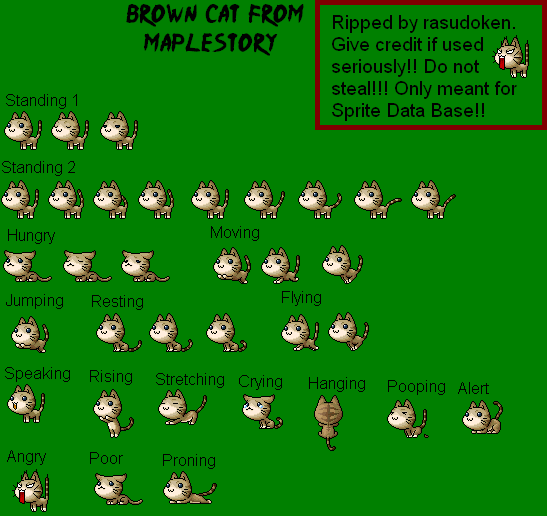 BROWN CAT FROM
MAPLESTORY
Ripped by rasudoken.
Give credit if used
seriously!! Do not
steal!!! Only meant for
Sprite Data Base!!
Standing 1
Standing 2
Hungry
Moving
Jumping
Resting
Flying
Speaking
Rising
Stretching
Crying
Hanging
Pooping
Alert
Angry
Poor
Proning